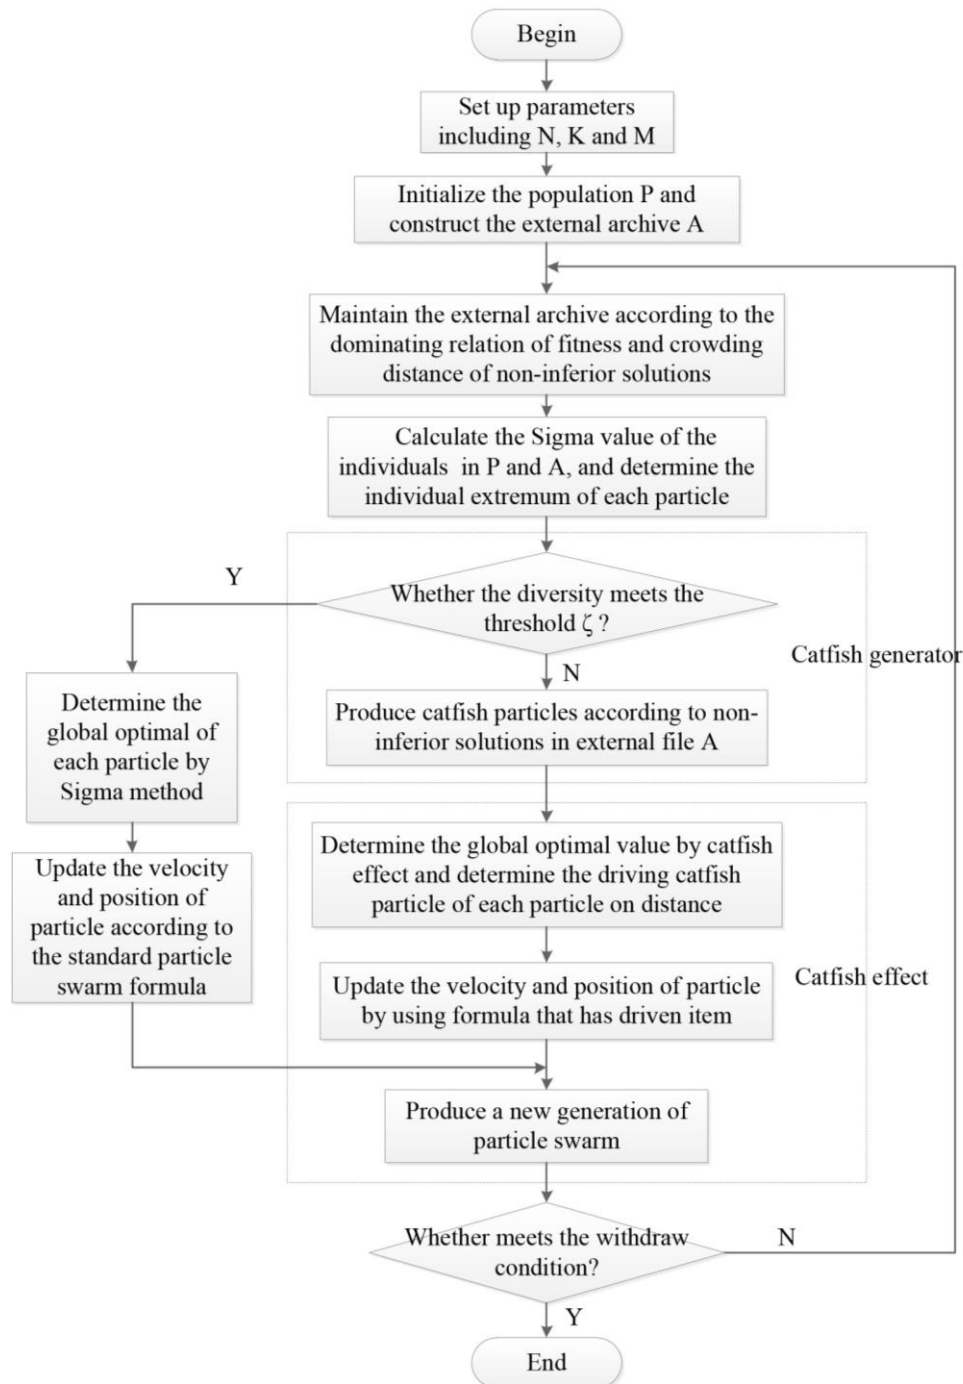 Begin
Set up parameters
including N, K and M
Initialize the population P and
construct the external archive A
Maintain the external archive according to the
dominating relation of fitness and crowding
distance of non-inferior solutions
Calculate the Sigma value of the
individuals in P and A, and determine the
individual extremum of each particle
Y
Whether the diversity meets the
threshold ζ ?
Catfish generator
N
Determine the
global optimal of
each particle by
Sigma method
Produce catfish particles according to non-
inferior solutions in external file A
Determine the global optimal value by catfish
effect and determine the driving catfish
particle of each particle on distance
Update the velocity
and position of
particle according to
the standard particle
swarm formula
Catfish effect
Update the velocity and position of particle
by using formula that has driven item
Produce a new generation of
particle swarm
Whether meets the withdraw
condition?
N
Y
End